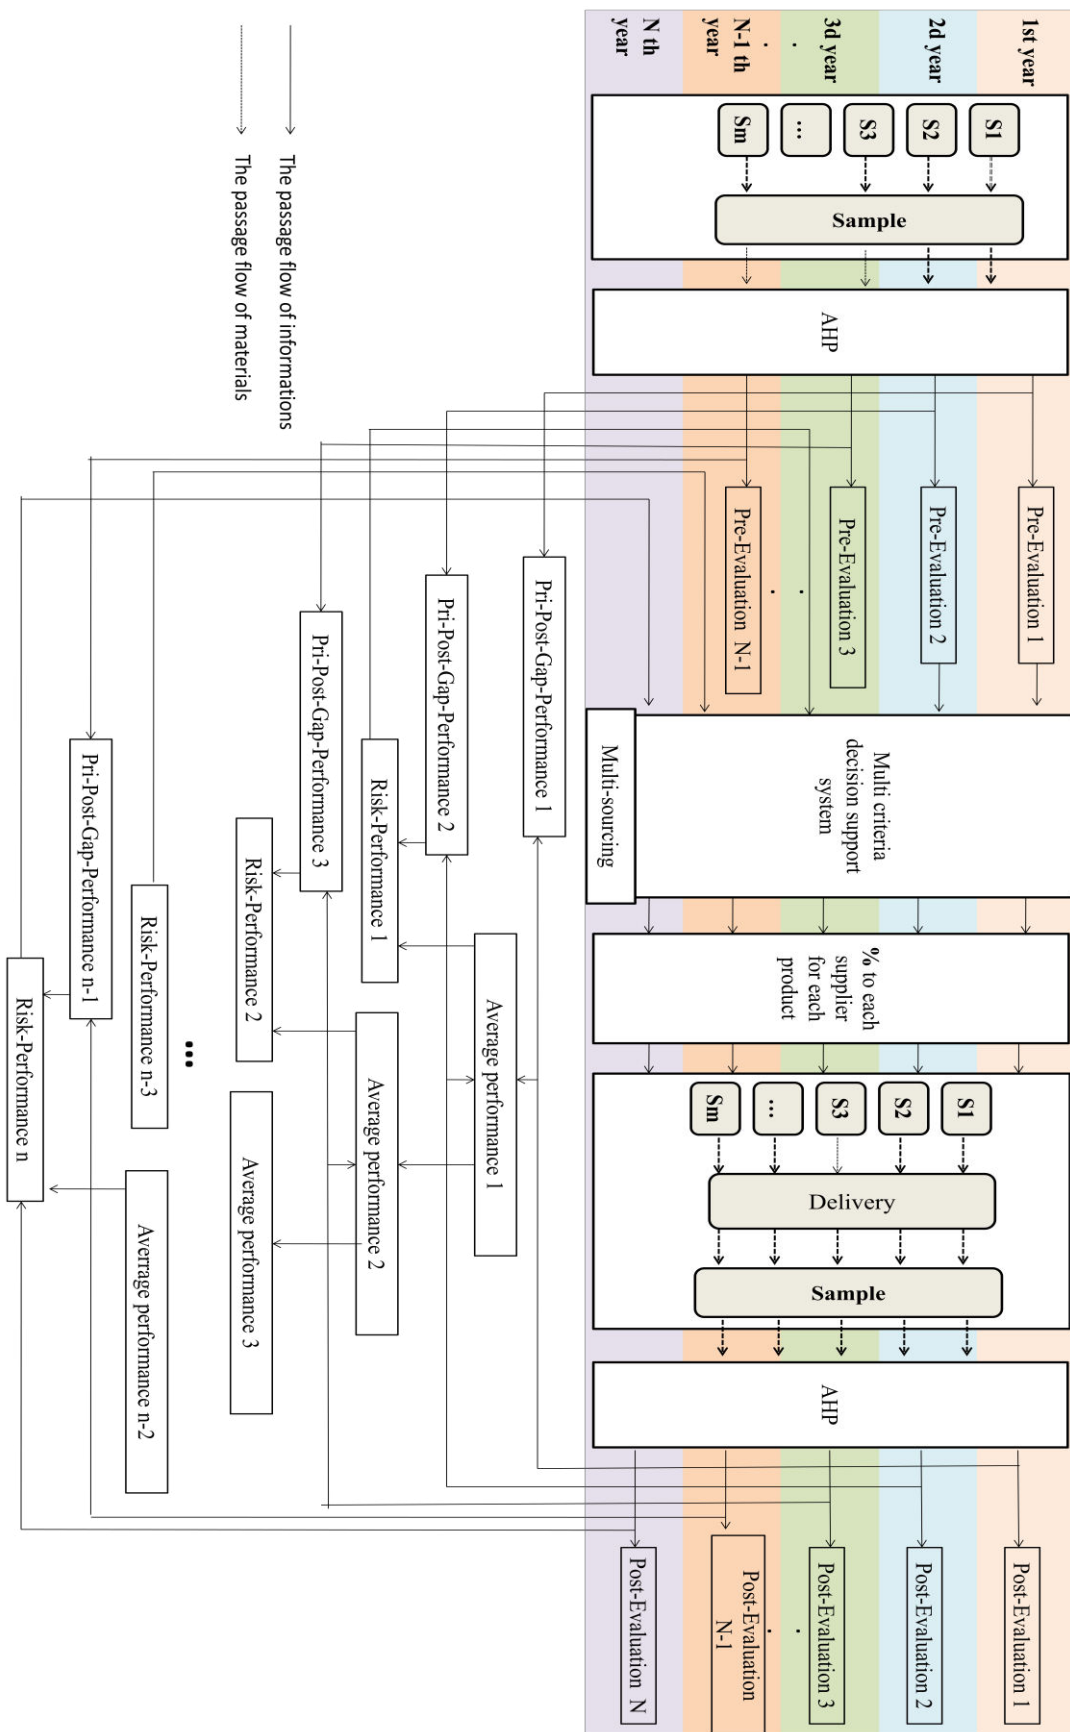 1st year
2d year
3d year
. .
N-1 th
year
N th
year
S1
S2
S3
...
Sm
Sample
AHP
Pre-Evaluation 1
Pre-Evaluation 2
Pre-Evaluation 3
. .
Pre-Evaluation N-1
Multi criteria
decision support
system
Multi-sourcing
% to each
supplier
for each
product
S1
S2
S3
...
Sm
Delivery
Sample
AHP
Post-Evaluation 1
Post-Evaluation 2
Post-Evaluation 3
. .
Post-Evaluation
N-1
Post-Evaluation N
Pri-Post-Gap-Performance 1
Average performance 1
Pri-Post-Gap-Performance 2
Risk-Performance 1
Average performance 2
Pri-Post-Gap-Performance 3
Risk-Performance 2
Average performance 3
...
Risk-Performance n-3
Averrage performance n-2
Pri-Post-Gap-Performance n-1
Risk-Performance n
The passage flow of informations
The passage flow of materials